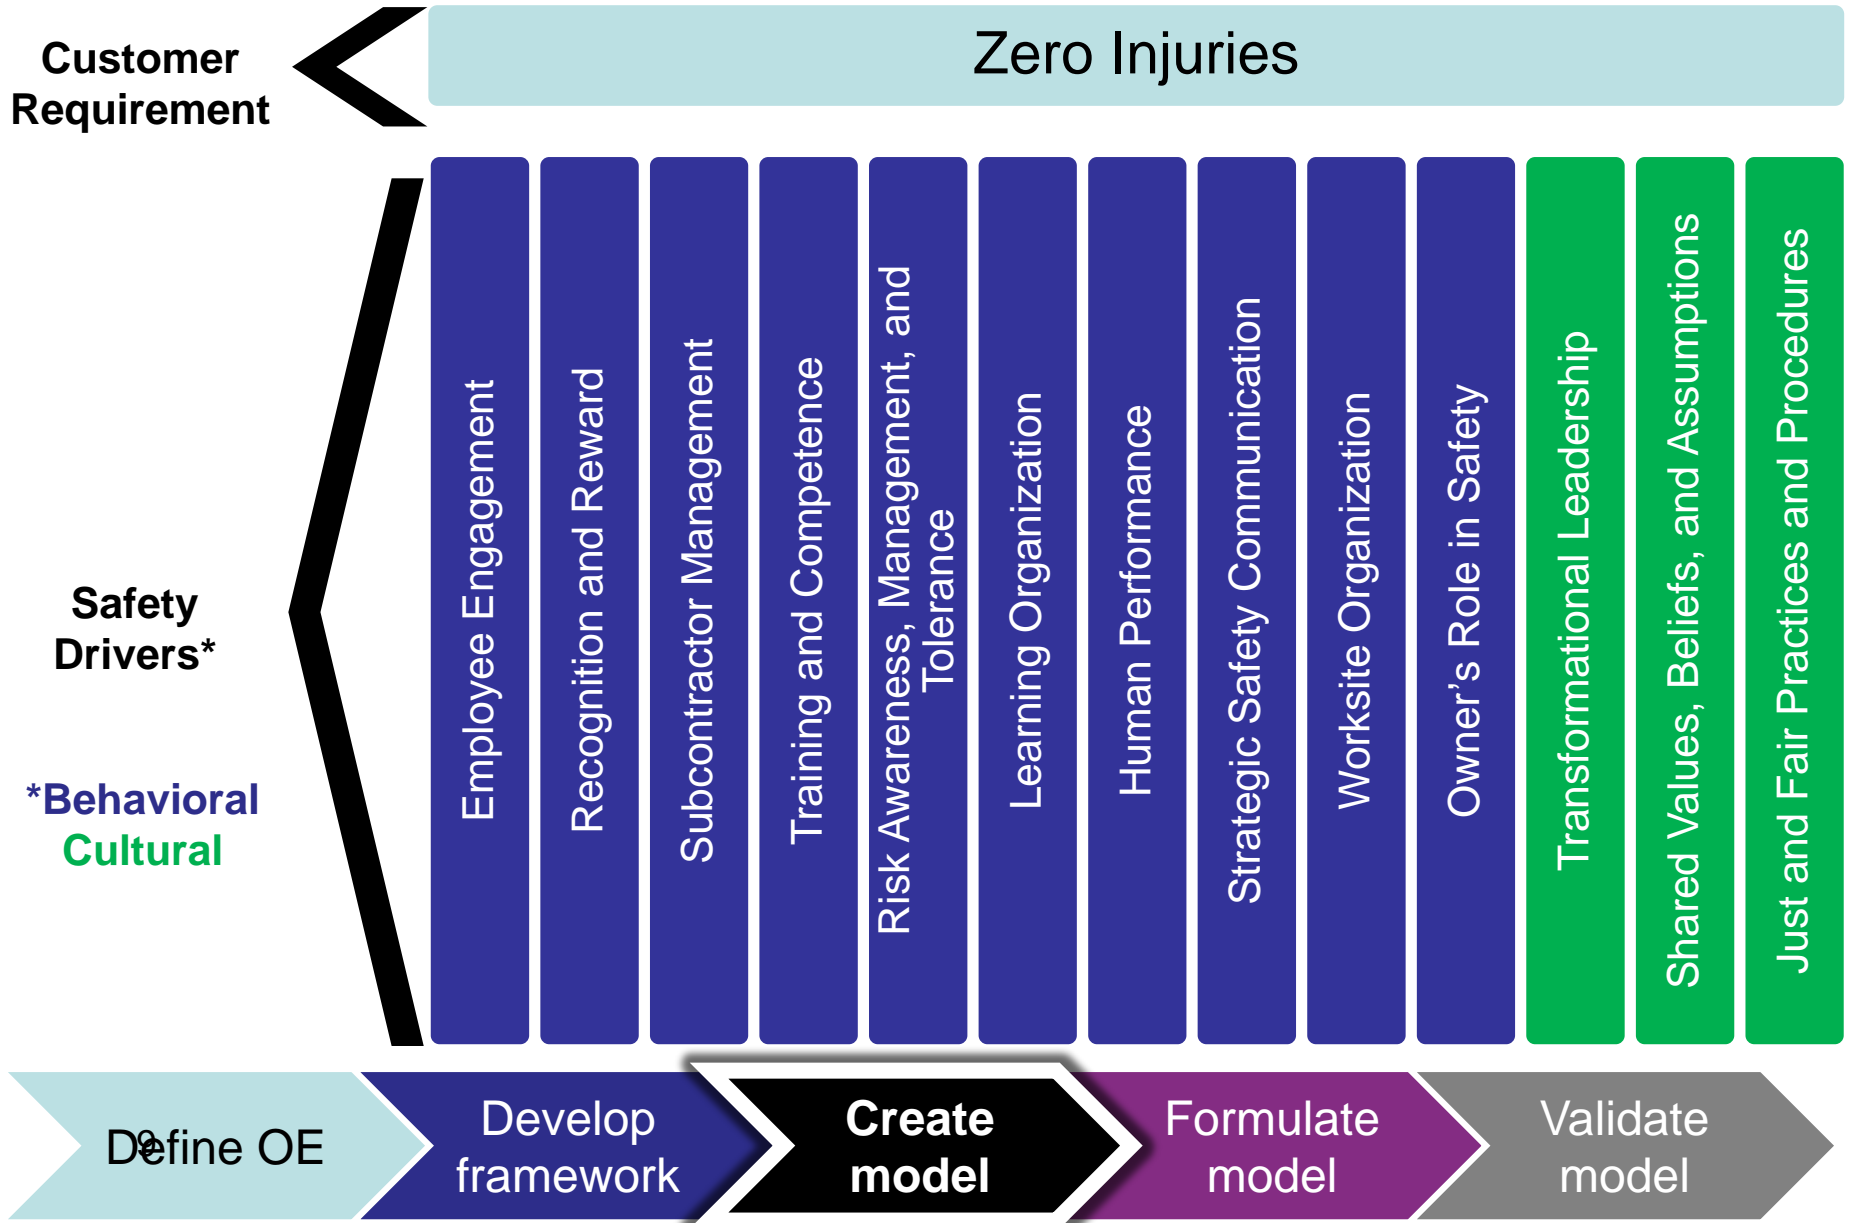 Customer
Requirement
Zero Injuries
Safety
Drivers*
*Behavioral
Cultural
Employee Engagement
Recognition and Reward
Subcontractor Management
Training and Competence
Risk Awareness, Management, and
Tolerance
Learning Organization
Human Performance
Strategic Safety Communication
Worksite Organization
Owner’s Role in Safety
Transformational Leadership
Shared Values, Beliefs, and Assumptions
Just and Fair Practices and Procedures
Define OE
9
Develop
framework
Create
model
Formulate
model
Validate
model